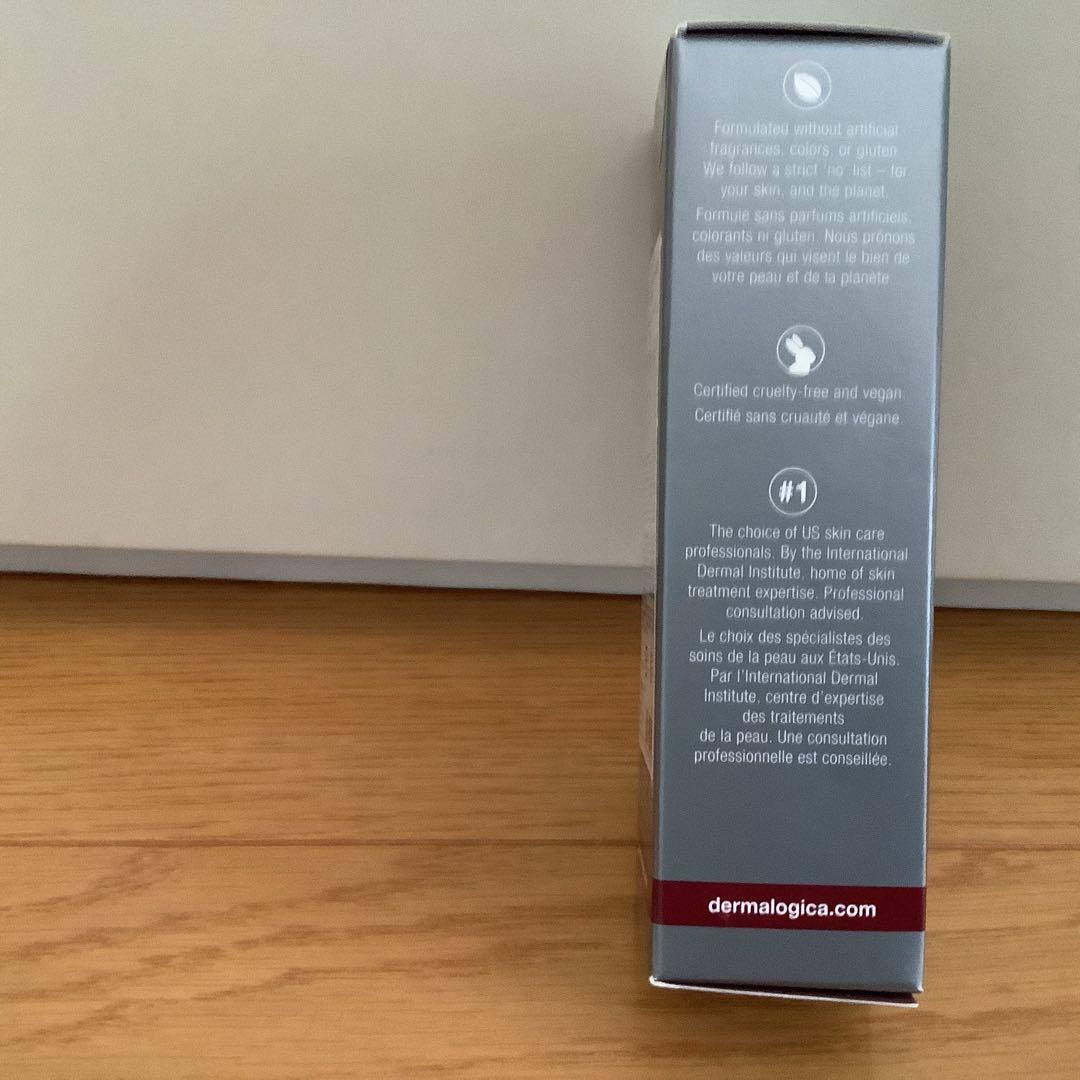 Formulated without artificial
fragrances, colors, or gluten.
We follow a strict 'no' list – for
your skin, and the planet.
Formule sans parfums artificiels,
colorants ni gluten. Nous prônons
des valeurs qui visent le bien de
votre peau et de la planète.
Certified cruelty-free and vegan.
Certifié sans cruauté et végane.
#1
The choice of US skin care
professionals. By the International
Dermal Institute, home of skin
treatment expertise. Professional
consultation advised.
Le choix des spécialistes des
soins de la peau aux États-Unis.
Par l'International Dermal
Institute, centre d'expertise
des traitements
de la peau. Une consultation
professionnelle est conseillée.
dermalogica.com